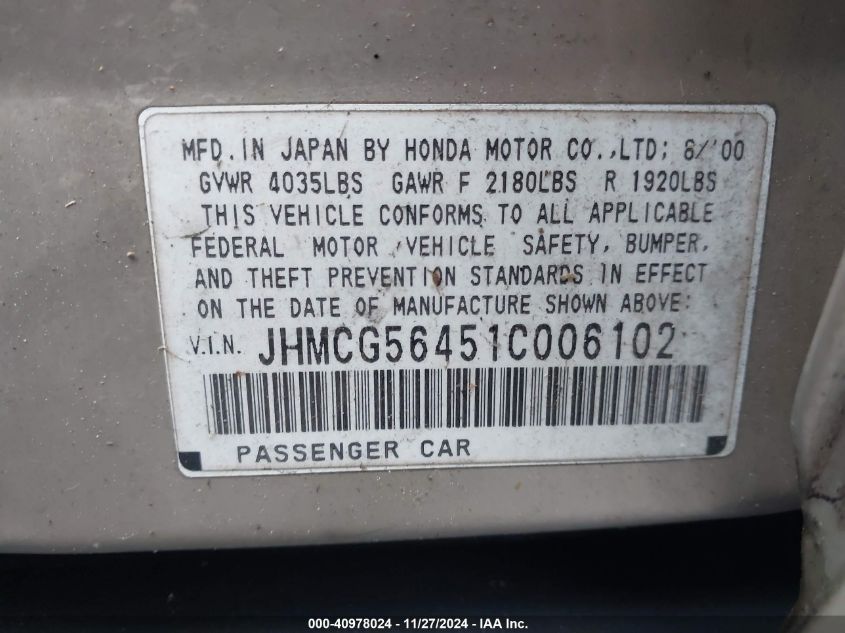 MFD. IN JAPAN BY HONDA MOTOR CO., LTD; 8/'00
GVWR 4035LBS GAWR F 2180LBS R 1920LBS
THIS VEHICLE CONFORMS TO ALL APPLICABLE
FEDERAL MOTOR VEHICLE SAFETY, BUMPER,
AND THEFT PREVENTION STANDARDS IN EFFECT
ON THE DATE OF MANUFACTURE SHOWN ABOVE:
V.I.N. JHMCG56451C006102
PASSENGER CAR
000-40978024 - 11/27/2024 - IAA Inc.